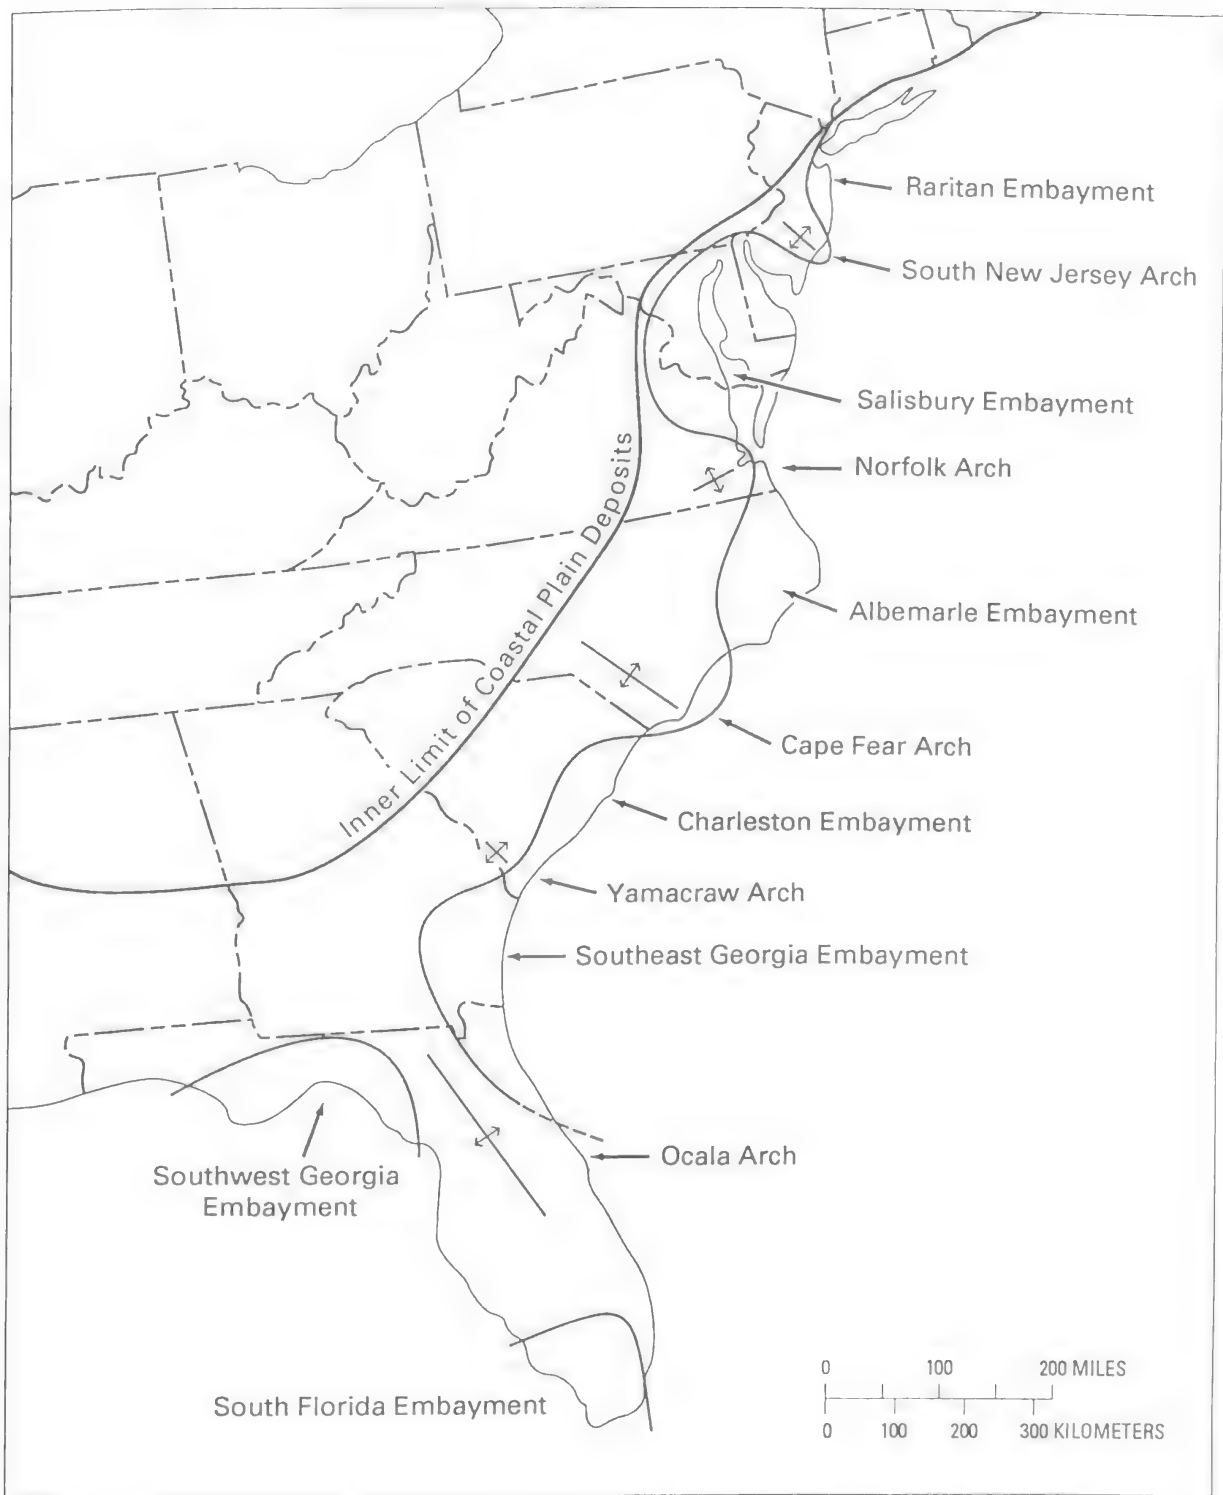 Raritan Embayment
South New Jersey Arch
Salisbury Embayment
Norfolk Arch
Inner Limit of Coastal Plain Deposits
Albemarle Embayment
Cape Fear Arch
Charleston Embayment
Yamacraw Arch
Southeast Georgia Embayment
Ocala Arch
Southwest Georgia
Embayment
South Florida Embayment
0 100 200 MILES
0 100 200 300 KILOMETERS